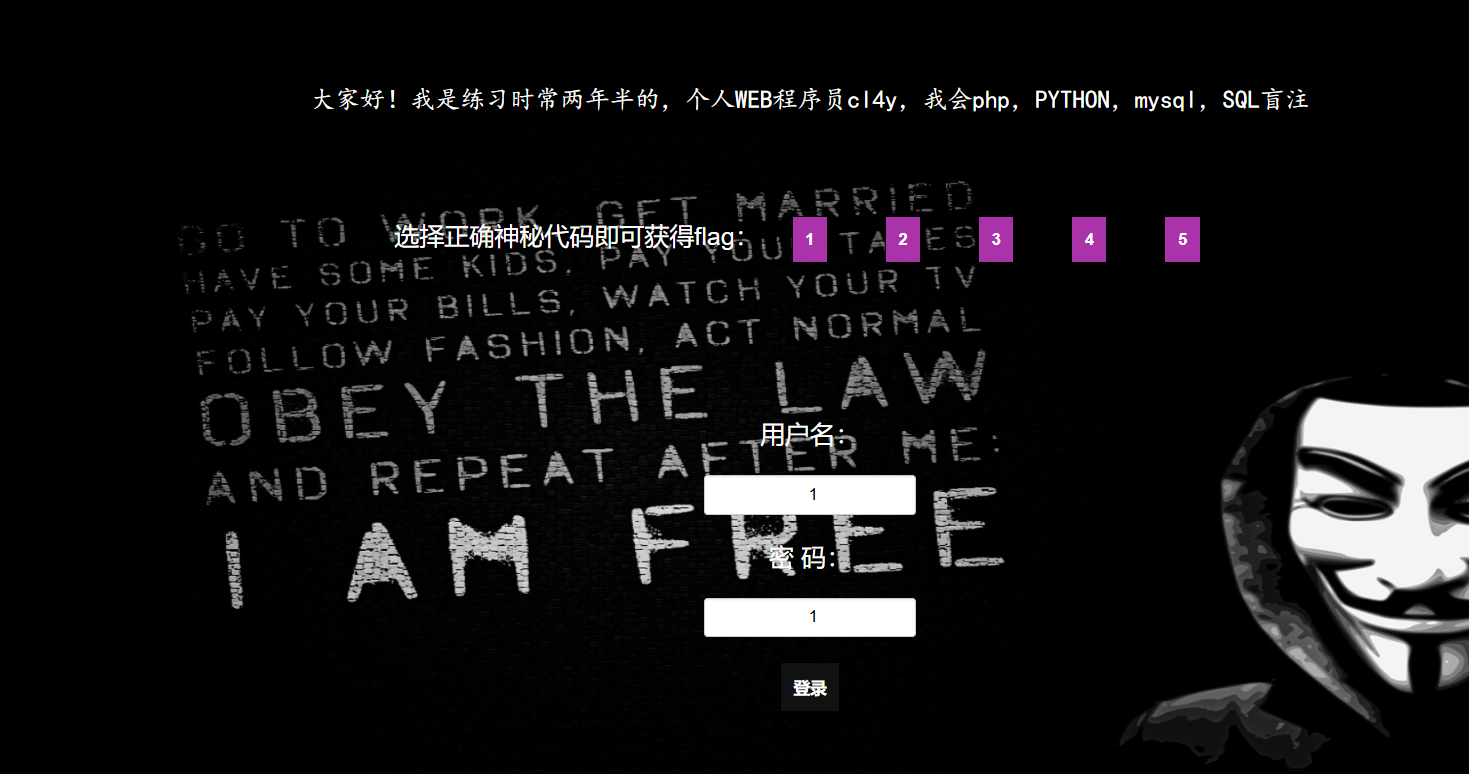 大家好！我是练习时常两年半的，个人WEB程序员cl4y，我会php，PYTHON，mysql，SQL盲注
GO TO WORK, GET MARRIED
选择正确神秘代码即可获得flag： 1 2 3 4 5
HAVE SOME KIDS, PAY YOUR TAXES
PAY YOUR BILLS, WATCH YOUR TV
FOLLOW FASHION, ACT NORMAL
OBEY THE LAW
AND REPEAT AFTER ME:
I AM FREE
用户名：
1
密 码：
1
登录